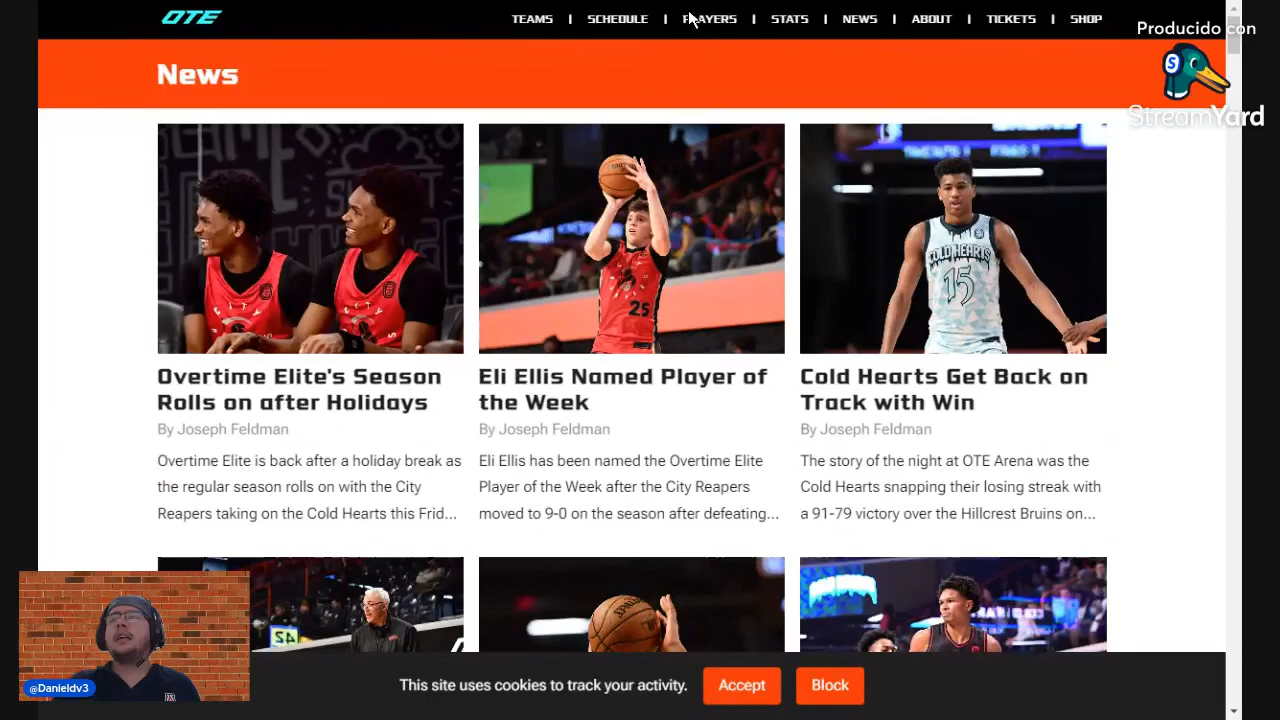 OTE
TEAMS | SCHEDULE | PLAYERS | STATS | NEWS | ABOUT | TICKETS | SHOP
Producido con
S
StreamYard
News
25
COLD HEARTS
15
Overtime Elite's Season
Rolls on after Holidays
By Joseph Feldman
Overtime Elite is back after a holiday break as
the regular season rolls on with the City
Reapers taking on the Cold Hearts this Frid...
Eli Ellis Named Player of
the Week
By Joseph Feldman
Eli Ellis has been named the Overtime Elite
Player of the Week after the City Reapers
moved to 9-0 on the season after defeating...
Cold Hearts Get Back on
Track with Win
By Joseph Feldman
The story of the night at OTE Arena was the
Cold Hearts snapping their losing streak with
a 91-79 victory over the Hillcrest Bruins on...
42
SPALDING
@Danieldv3
This site uses cookies to track your activity.
Accept
Block